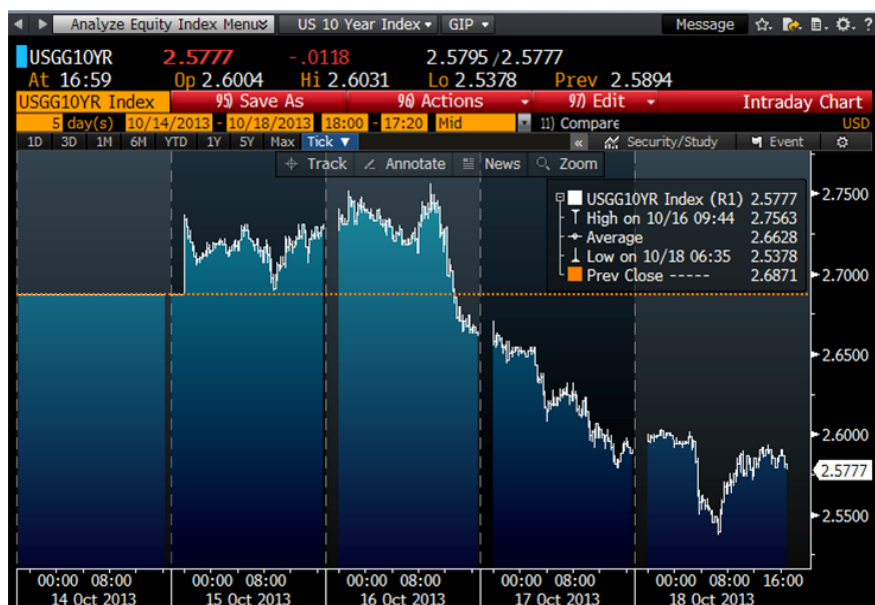 Analyze Equity Index Menu US 10 Year Index GIP Message ?
USGG10YR 2.5777 -.0118 2.5795/2.5777
At 16:59 Op 2.6004 Hi 2.6031 Lo 2.5378 Prev 2.5894
USGG10YR Index 95) Save As 96) Actions 97) Edit Intraday Chart
5 day(s) 10/14/2013 - 10/18/2013 18:00 - 17:20 Mid 11) Compare USD
1D 3D 1M 6M YTD 1Y 5Y Max Tick « Security/Study Event
Track Annotate News Zoom
USGG10YR Index (R1) 2.5777
High on 10/16 09:44 2.7563
Average 2.6628
Low on 10/18 06:35 2.5378
Prev Close ----- 2.6871
2.7500
2.7000
2.6500
2.6000
2.5777
2.5500
00:00 08:00 00:00 08:00 00:00 08:00 00:00 08:00 00:00 08:00 16:00
14 Oct 2013 15 Oct 2013 16 Oct 2013 17 Oct 2013 18 Oct 2013